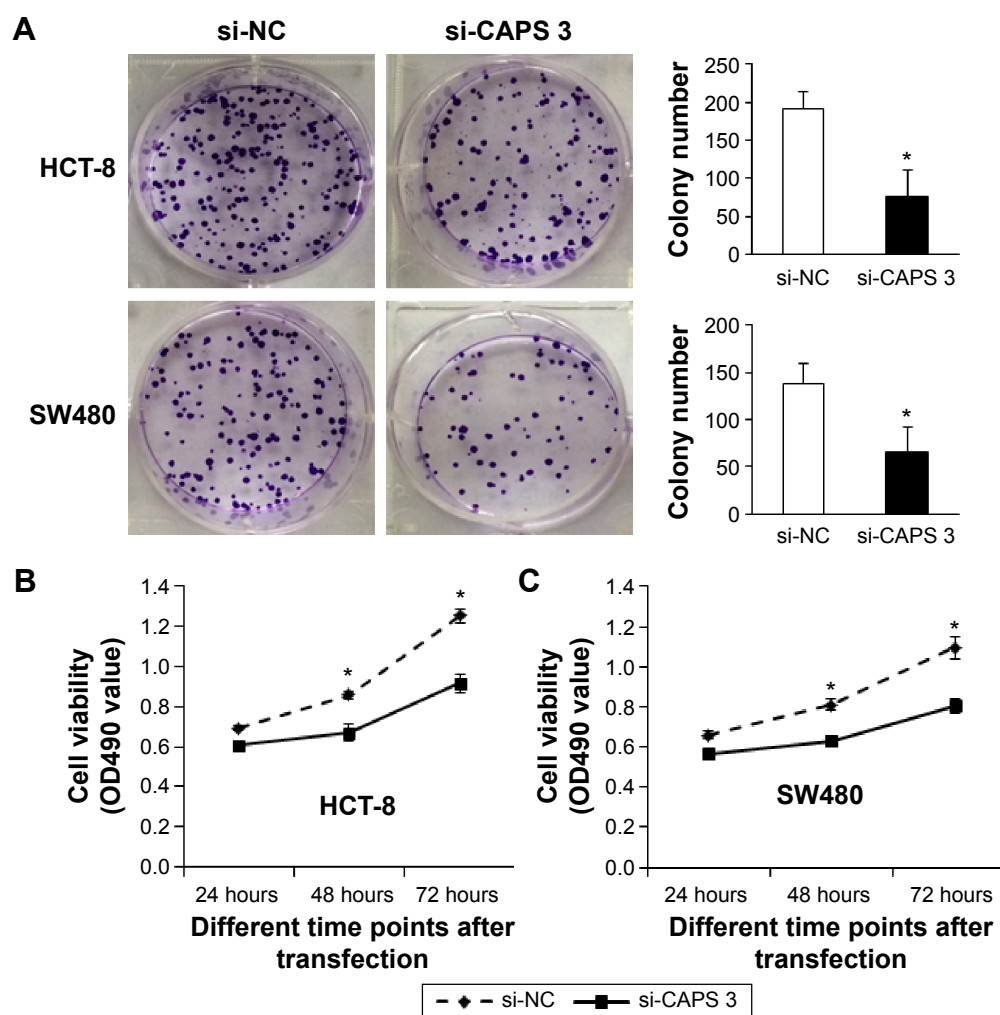 A
si-NC
si-CAPS 3
HCT-8
SW480
Colony number
250
200
150
100
50
0
*
si-NC
si-CAPS 3
Colony number
200
150
100
50
0
*
si-NC
si-CAPS 3
B
Cell viability
(OD490 value)
1.4
1.2
1.0
0.8
0.6
0.4
0.2
0.0
*
*
HCT-8
24 hours
48 hours
72 hours
Different time points after
transfection
C
Cell viability
(OD490 value)
1.4
1.2
1.0
0.8
0.6
0.4
0.2
0.0
*
*
SW480
24 hours
48 hours
72 hours
Different time points after
transfection
si-NC
si-CAPS 3